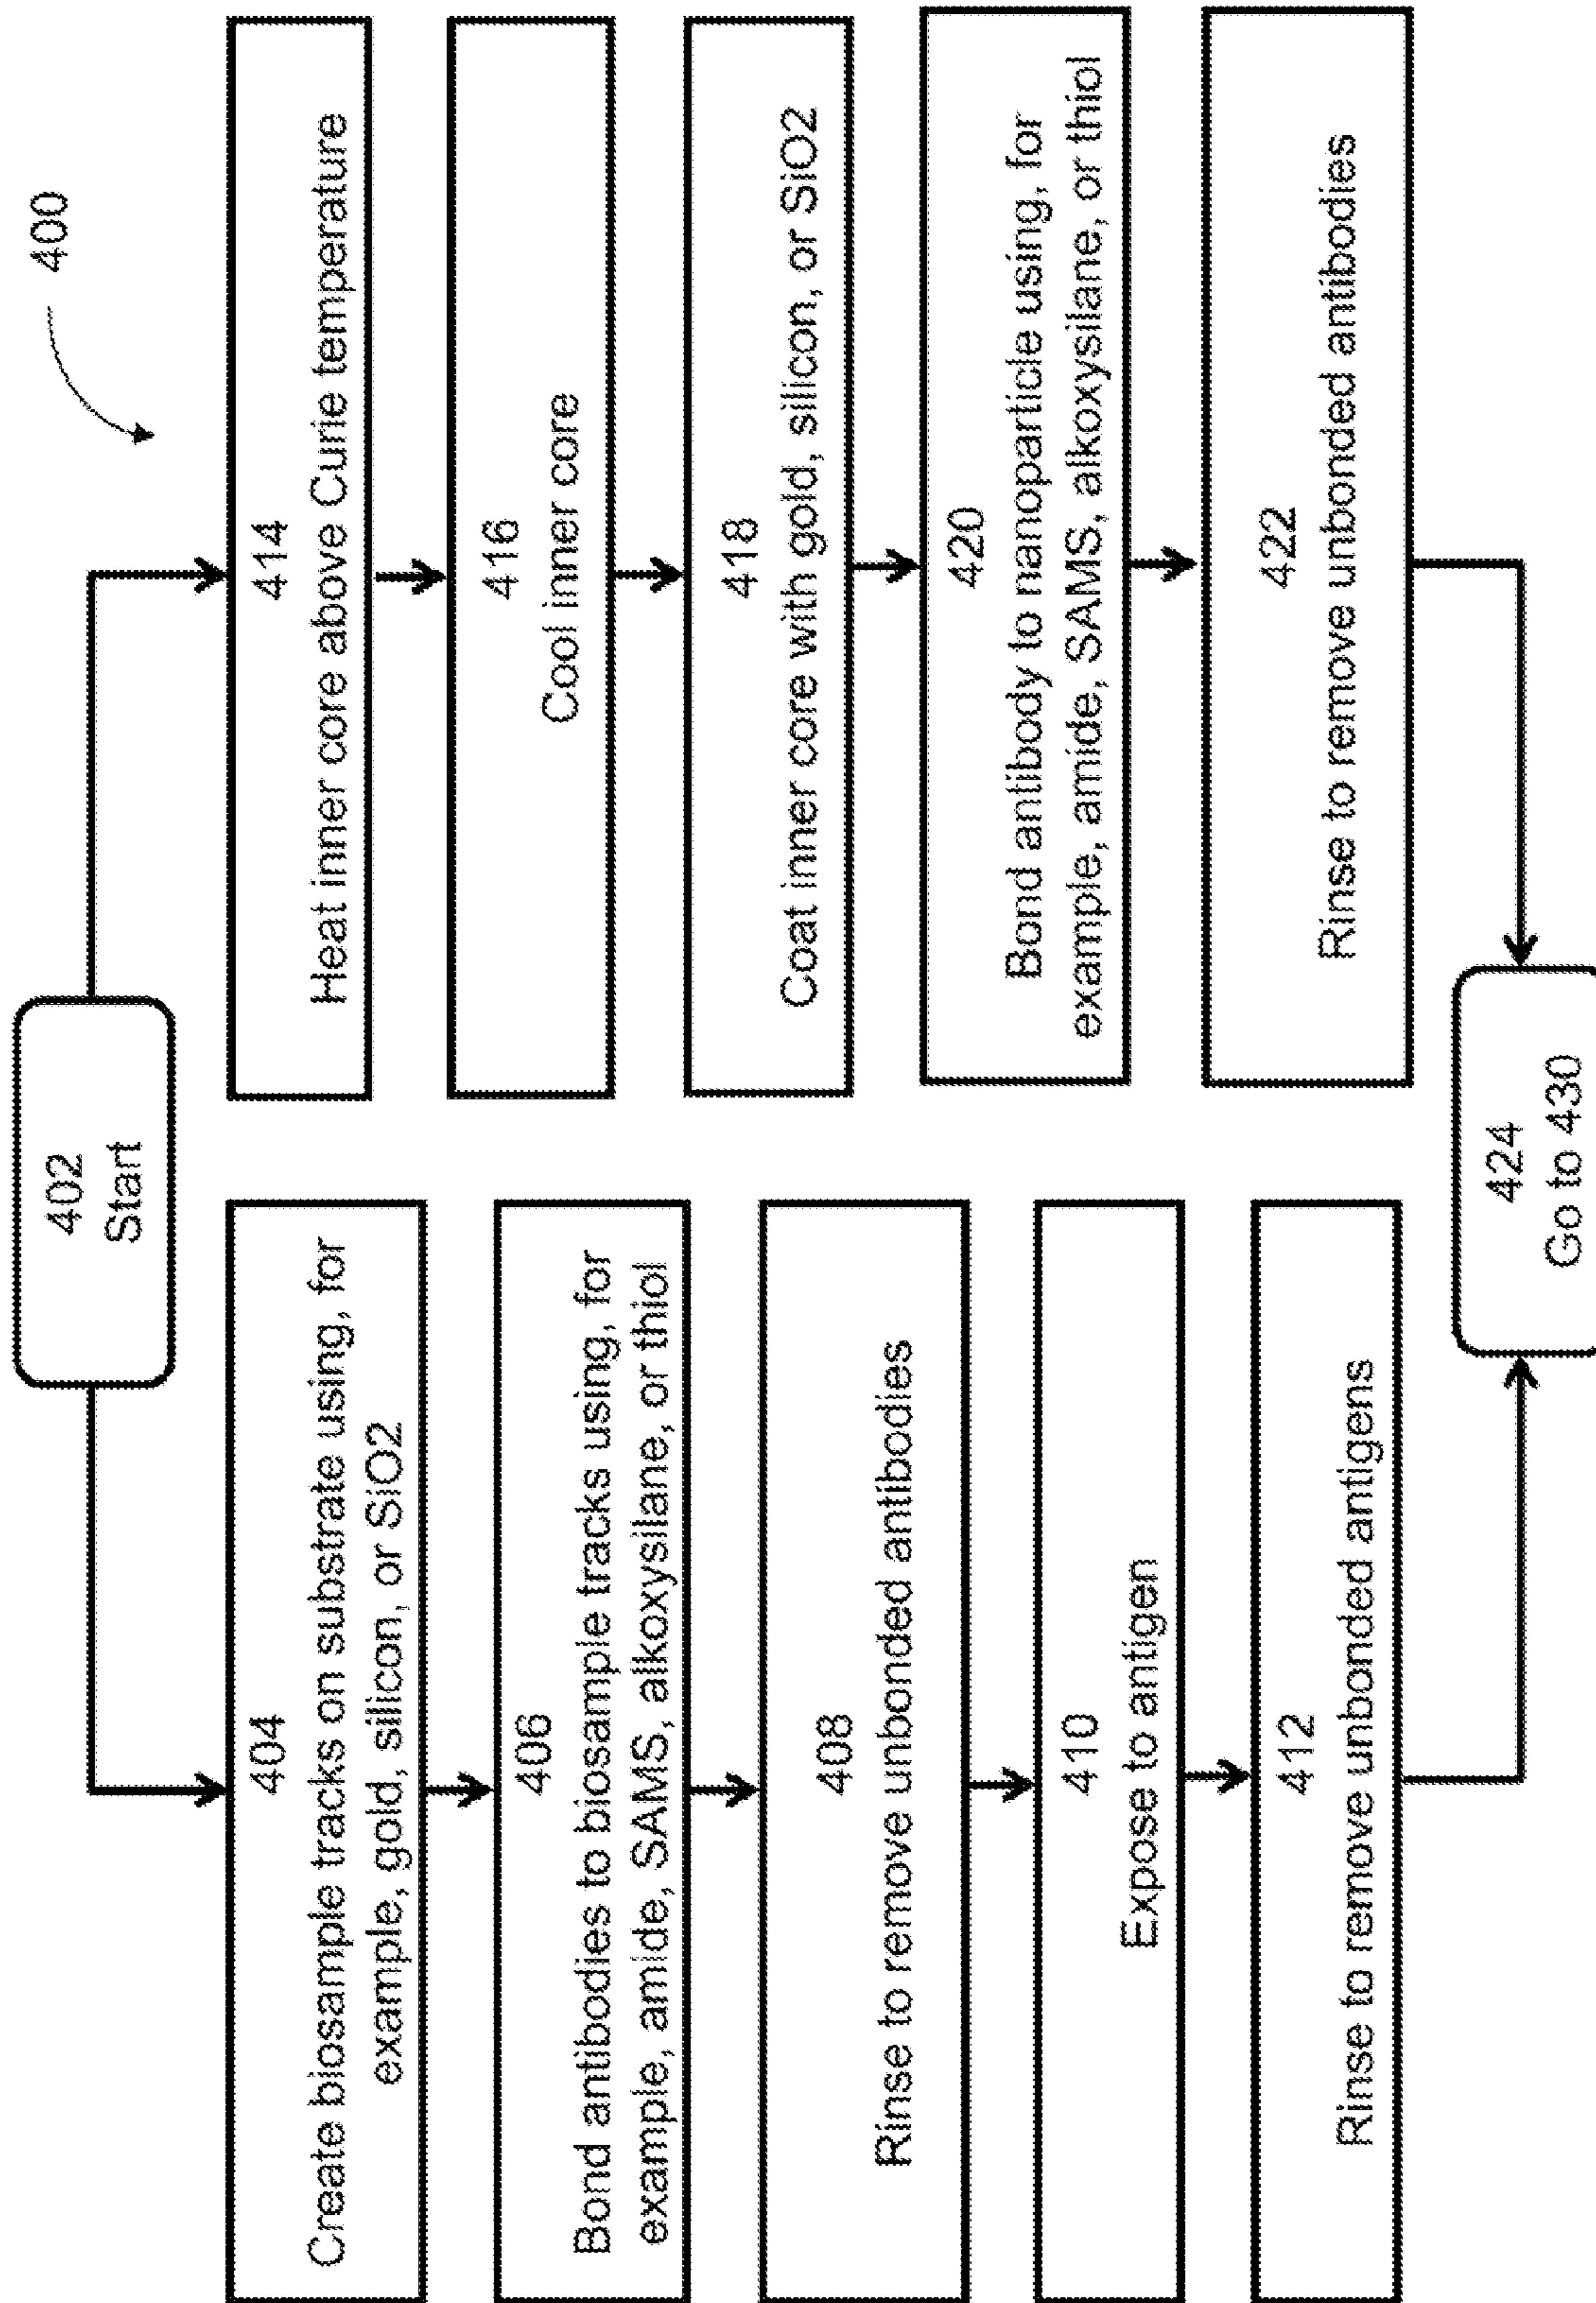 400
402
Start
404
Create biosample tracks on substrate using, for
example, gold, silicon, or SiO2
406
Bond antibodies to biosample tracks using, for
example, amide, SAMS, alkoxysilane, or thiol
408
Rinse to remove unbonded antibodies
410
Expose to antigen
412
Rinse to remove unbonded antigens
414
Heat inner core above Curie temperature
416
Cool inner core
418
Coat inner core with gold, silicon, or SiO2
420
Bond antibody to nanoparticle using, for
example, amide, SAMS, alkoxysilane, or thiol
422
Rinse to remove unbonded antibodies
424
Go to 430